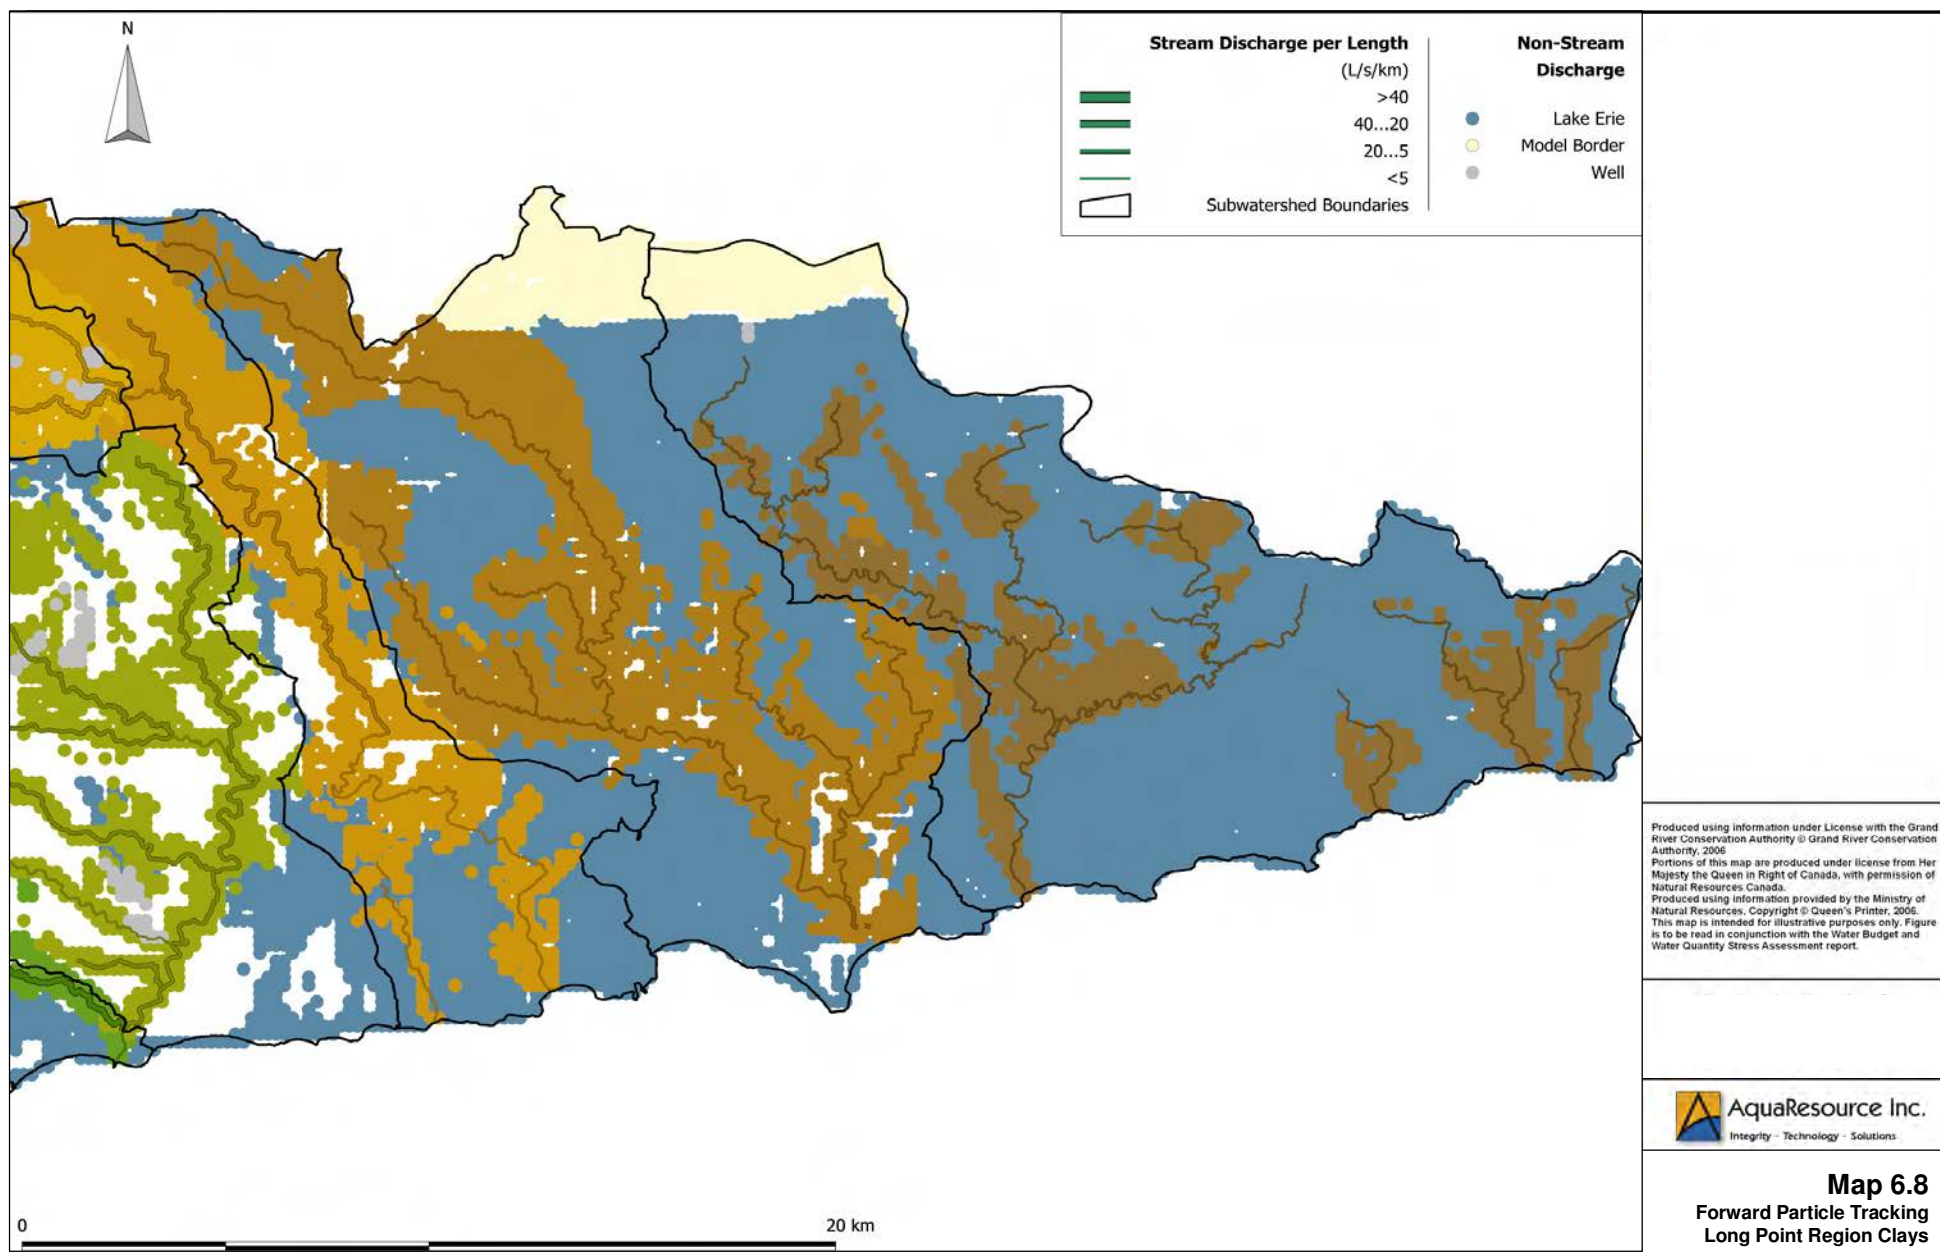 N
Stream Discharge per Length
(L/s/km)
>40
40...20
20...5
<5
Subwatershed Boundaries
Non-Stream
Discharge
Lake Erie
Model Border
Well
Produced using information under License with the Grand
River Conservation Authority © Grand River Conservation
Authority, 2006
Portions of this map are produced under license from Her
Majesty the Queen in Right of Canada, with permission of
Natural Resources Canada.
Produced using information provided by the Ministry of
Natural Resources, Copyright © Queen's Printer, 2006.
This map is intended for illustrative purposes only. Figure
is to be read in conjunction with the Water Budget and
Water Quantity Stress Assessment report.
AquaResource Inc.
Integrity - Technology - Solutions
Map 6.8
Forward Particle Tracking
Long Point Region Clays
0
20 km